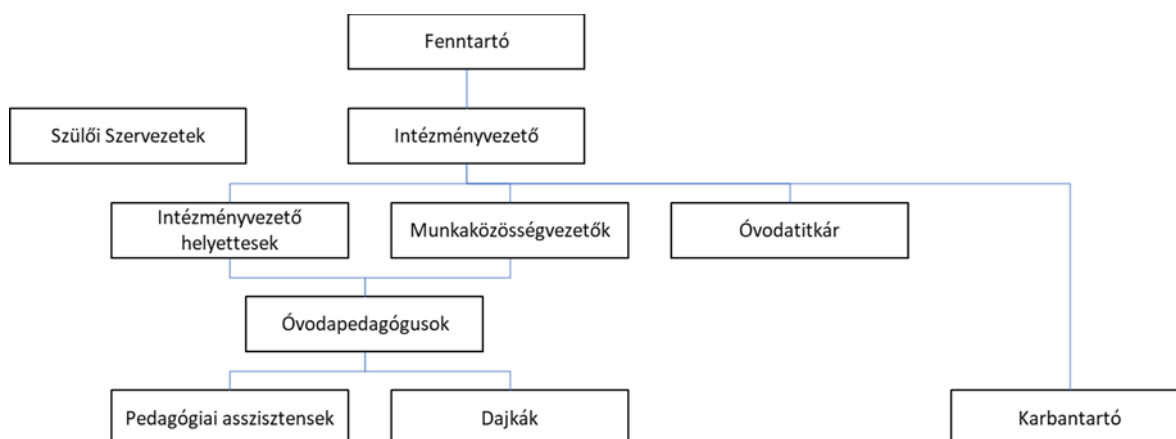 Fenntartó
Szülői Szervezetek
Intézményvezető
Intézményvezető
helyettesek
Munkaközösségvezetők
Óvodatitkár
Óvodapedagógusok
Pedagógiai asszisztensek
Dajkák
Karbantartó